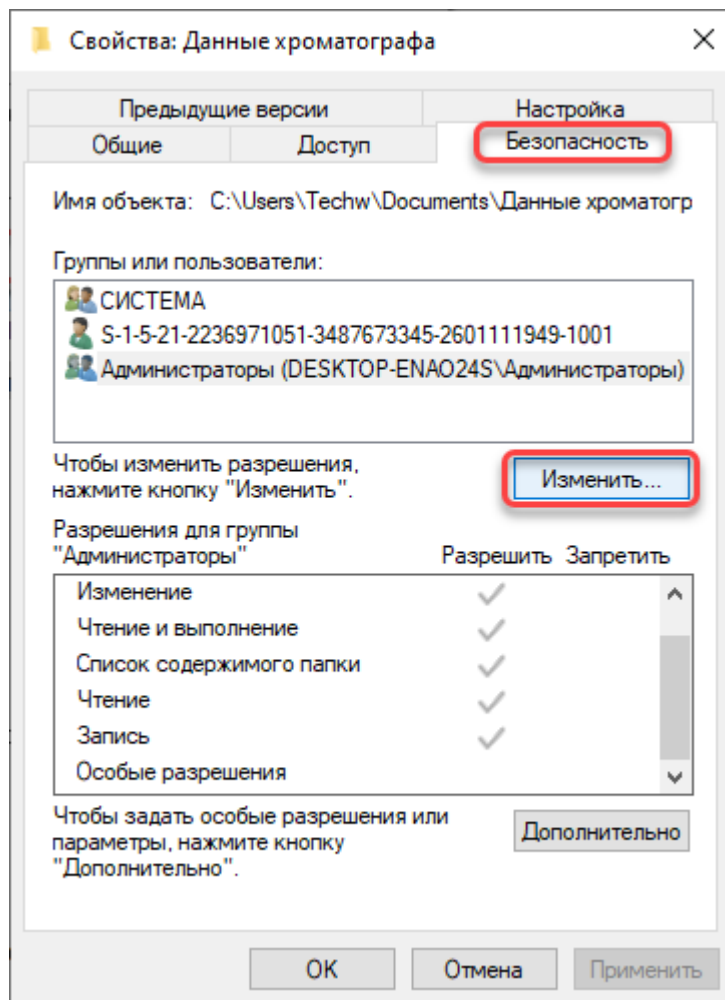 Свойства: Данные хроматографа
Предыдущие версии Настройка
Общие Доступ Безопасность
Имя объекта: C:\Users\Techw\Documents\Данные хроматогр
Группы или пользователи:
СИСТЕМА
S-1-5-21-2236971051-3487673345-2601111949-1001
Администраторы (DESKTOP-ENAO24S\Администраторы)
Чтобы изменить разрешения,
нажмите кнопку "Изменить".
Изменить...
Разрешения для группы
"Администраторы" Разрешить Запретить
Изменение
Чтение и выполнение
Список содержимого папки
Чтение
Запись
Особые разрешения
Чтобы задать особые разрешения или
параметры, нажмите кнопку
"Дополнительно".
Дополнительно
ОК Отмена Применить